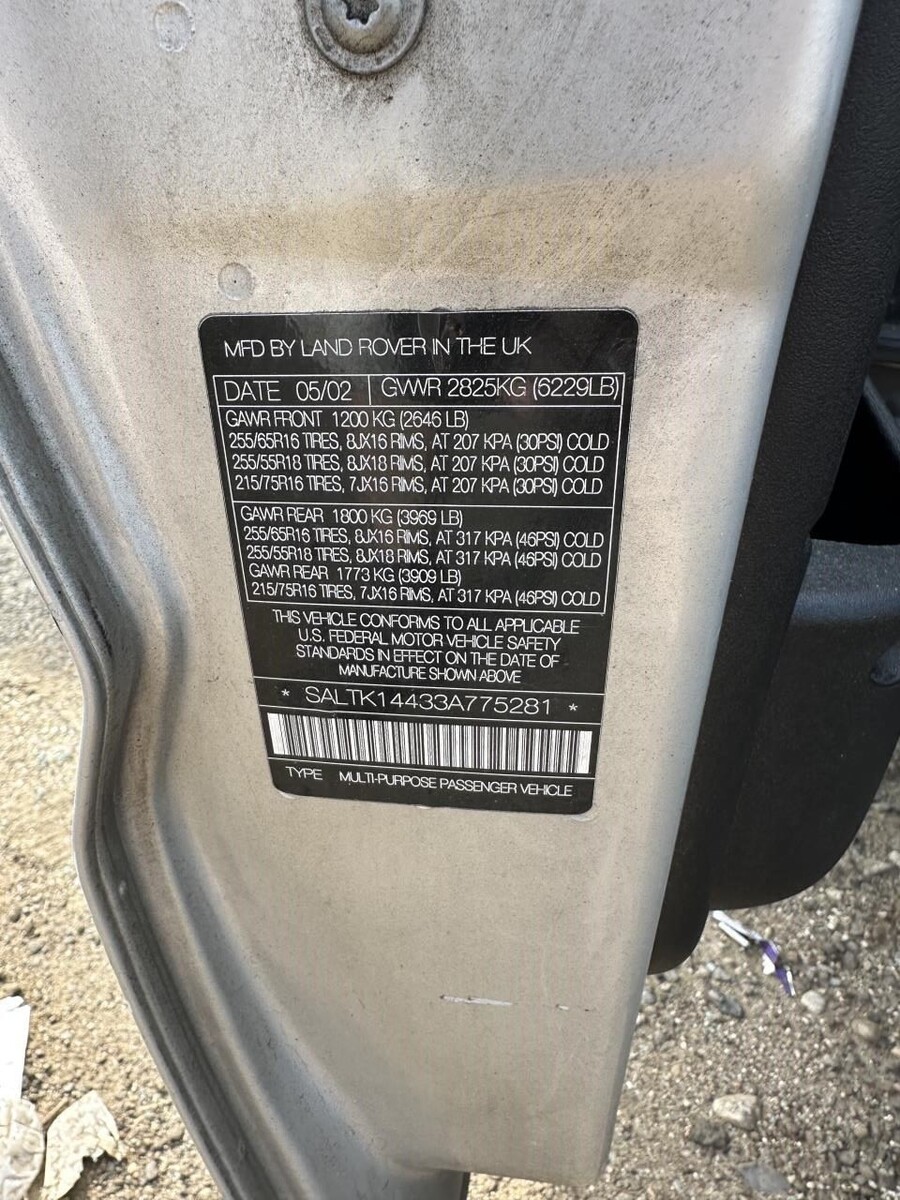 MFD BY LAND ROVER IN THE UK
DATE 05/02 GVWR 2825KG (6229LB)
GAWR FRONT 1200 KG (2646 LB)
255/65R16 TIRES, 8JX16 RIMS, AT 207 KPA (30PSI) COLD
255/55R18 TIRES, 8JX18 RIMS, AT 207 KPA (30PSI) COLD
215/75R16 TIRES, 7JX16 RIMS, AT 207 KPA (30PSI) COLD
GAWR REAR 1800 KG (3969 LB)
255/65R16 TIRES, 8JX16 RIMS, AT 317 KPA (46PSI) COLD
255/55R18 TIRES, 8JX18 RIMS, AT 317 KPA (46PSI) COLD
GAWR REAR 1773 KG (3909 LB)
215/75R16 TIRES, 7JX16 RIMS, AT 317 KPA (46PSI) COLD
THIS VEHICLE CONFORMS TO ALL APPLICABLE
U.S. FEDERAL MOTOR VEHICLE SAFETY
STANDARDS IN EFFECT ON THE DATE OF
MANUFACTURE SHOWN ABOVE
* SALTK14433A775281 *
TYPE MULTI-PURPOSE PASSENGER VEHICLE